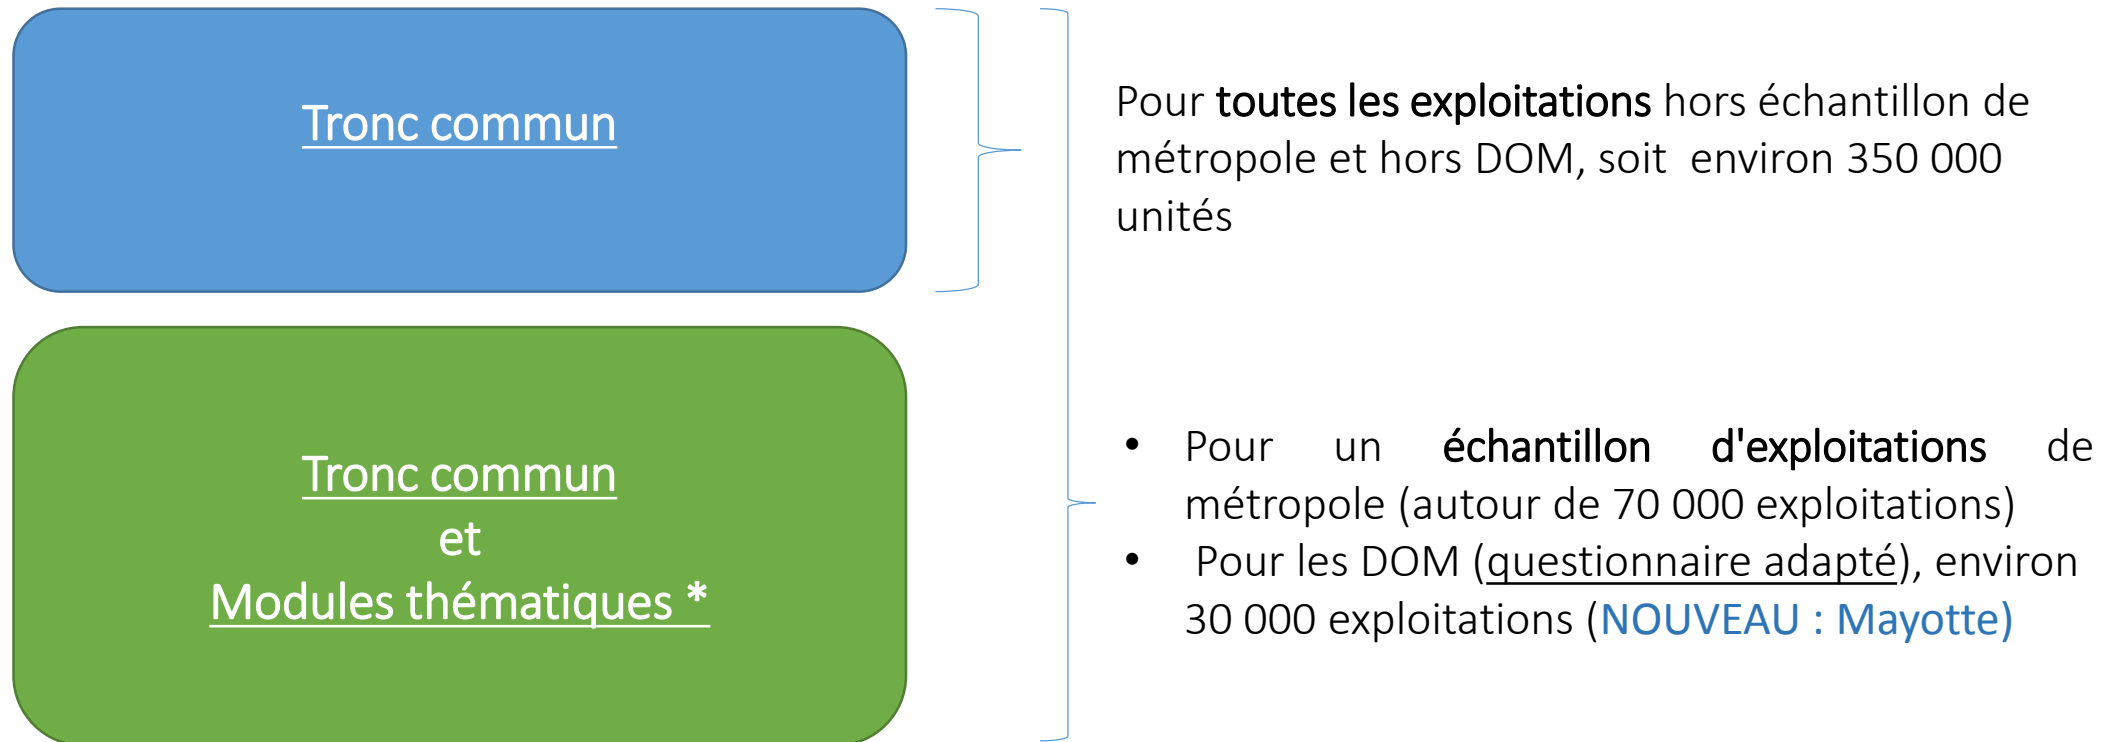 Tronc commun
Pour toutes les exploitations hors échantillon de
métropole et hors DOM, soit environ 350 000
unités
Tronc commun
et
Modules thématiques *
• Pour un échantillon d'exploitations de
métropole (autour de 70 000 exploitations)
• Pour les DOM (questionnaire adapté), environ
30 000 exploitations (NOUVEAU : Mayotte)